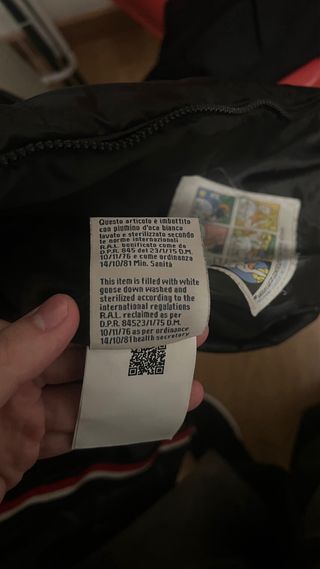 Questo articolo è imbottito
con piumino d'oca bianco
lavato e sterilizzato secondo
le norme internazionali
R.A.L. bonificato come da
D.P.R. 845 del 23/1/75 D.M.
10/11/76 e come ordinanza
14/10/81 Min. Sanità
This item is filled with white
goose down washed and
sterilized according to the
international regulations
R.A.L. reclaimed as per
D.P.R. 84523/1/75 D.M.
10/11/76 as per ordinance
14/10/81health secretary